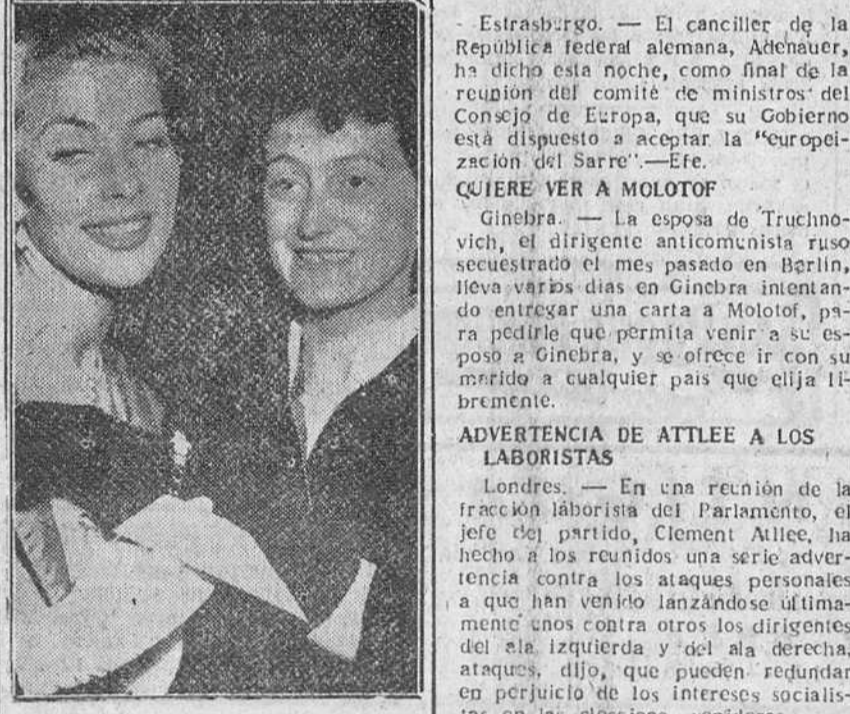 Estrasburgo. — El canciller de la
República federal alemana, Adenauer,
ha dicho esta noche, como final de la
reunión del comité de ministros del
Consejo de Europa, que su Gobierno
está dispuesto a aceptar la "europei-
zación del Sarre".—Efe.
QUIERE VER A MOLOTOF
Ginebra. — La esposa de Truchno-
vich, el dirigente anticomunista ruso
secuestrado el mes pasado en Berlín,
lleva varios días en Ginebra intentan-
do entregar una carta a Molotof, pa-
ra pedirle que permita venir a su es-
poso a Ginebra, y se ofrece ir con su
marido a cualquier país que elija li-
bremente.
ADVERTENCIA DE ATTLEE A LOS
LABORISTAS
Londres. — En una reunión de la
fracción laborista del Parlamento, el
jefe del partido, Clement Atllee, ha
hecho a los reunidos una serie adver-
tencia contra los ataques personales
a que han venido lanzándose última-
mente unos contra otros los dirigentes
del ala izquierda y del ala derecha,
ataques, dijo, que pueden redundar
en perjuicio de los intereses socialis-